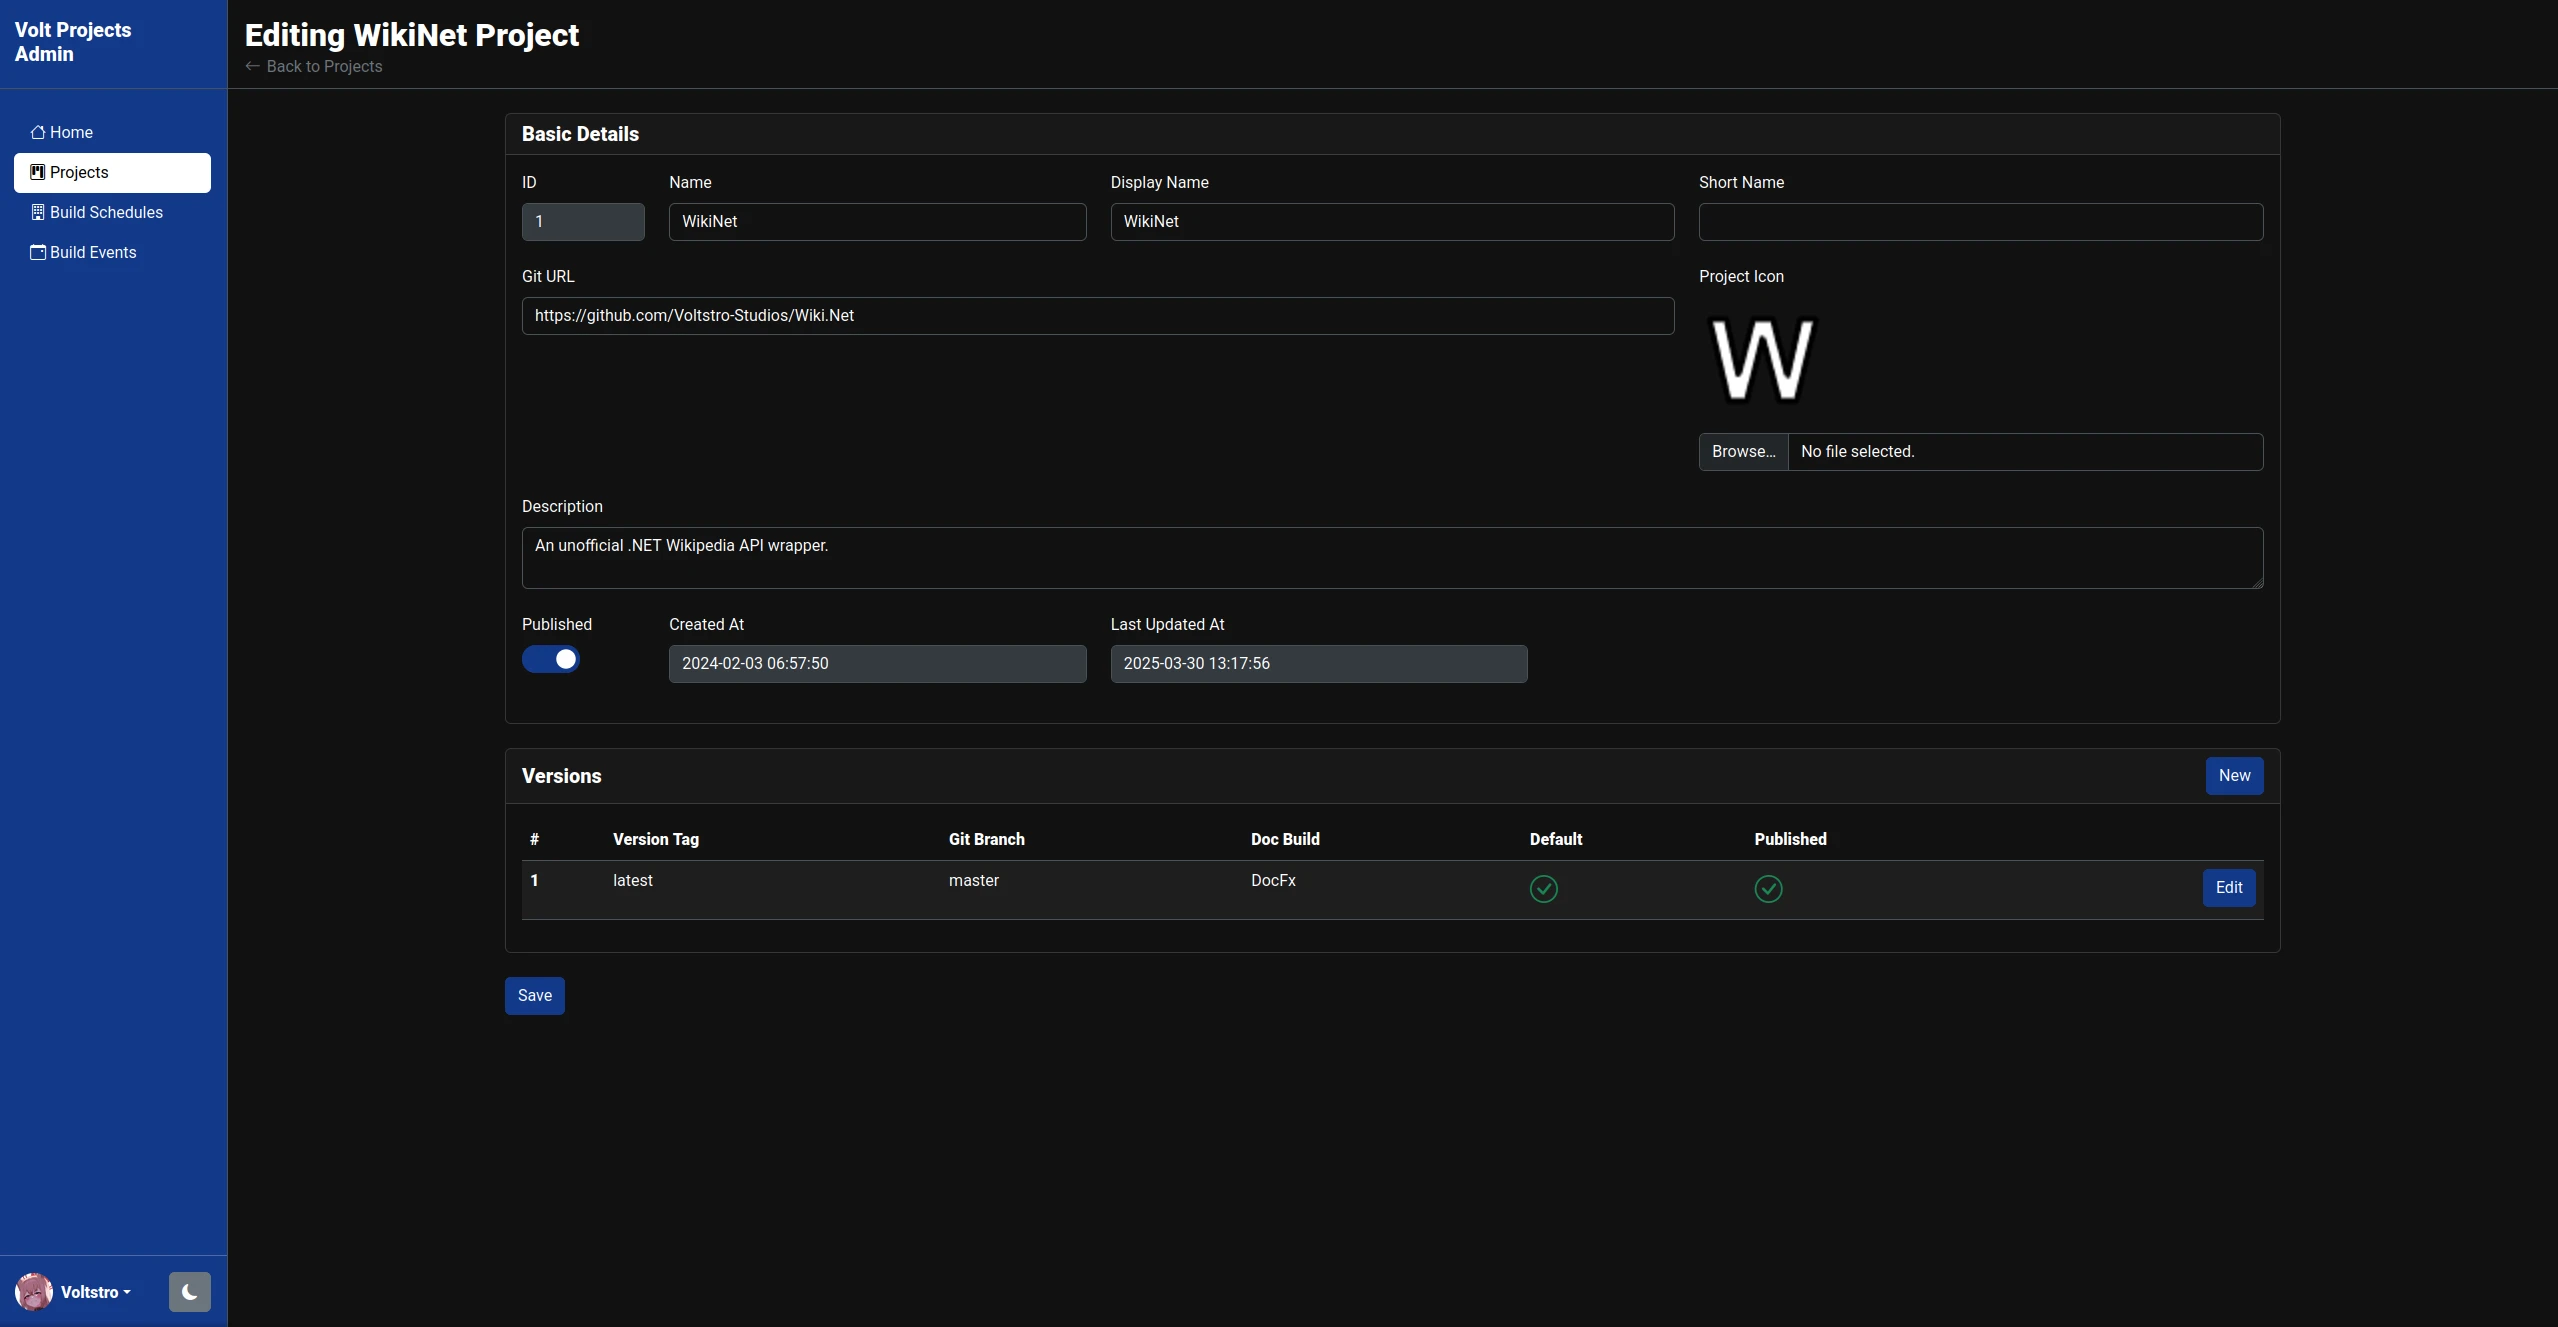 Volt Projects
Admin
Editing WikiNet Project
← Back to Projects
Home
Projects
Build Schedules
Build Events
Basic Details
ID
Name
Display Name
Short Name
1
WikiNet
WikiNet
Git URL
Project Icon
https://github.com/Voltstro-Studios/Wiki.Net
W
Browse...
No file selected.
Description
An unofficial .NET Wikipedia API wrapper.
Published
Created At
Last Updated At
2024-02-03 06:57:50
2025-03-30 13:17:56
Versions
New
# Version Tag Git Branch Doc Build Default Published
1 latest master DocFx Edit
Save
Voltstro